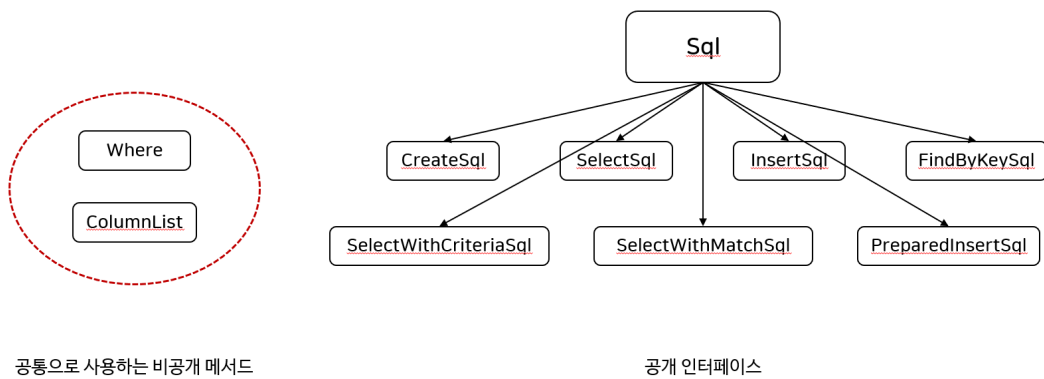 Sql
Where
CreateSql
SelectSql
InsertSql
FindByKeySql
ColumnList
SelectWithCriteriaSql
SelectWithMatchSql
PreparedInsertSql
공통으로 사용하는 비공개 메서드
공개 인터페이스